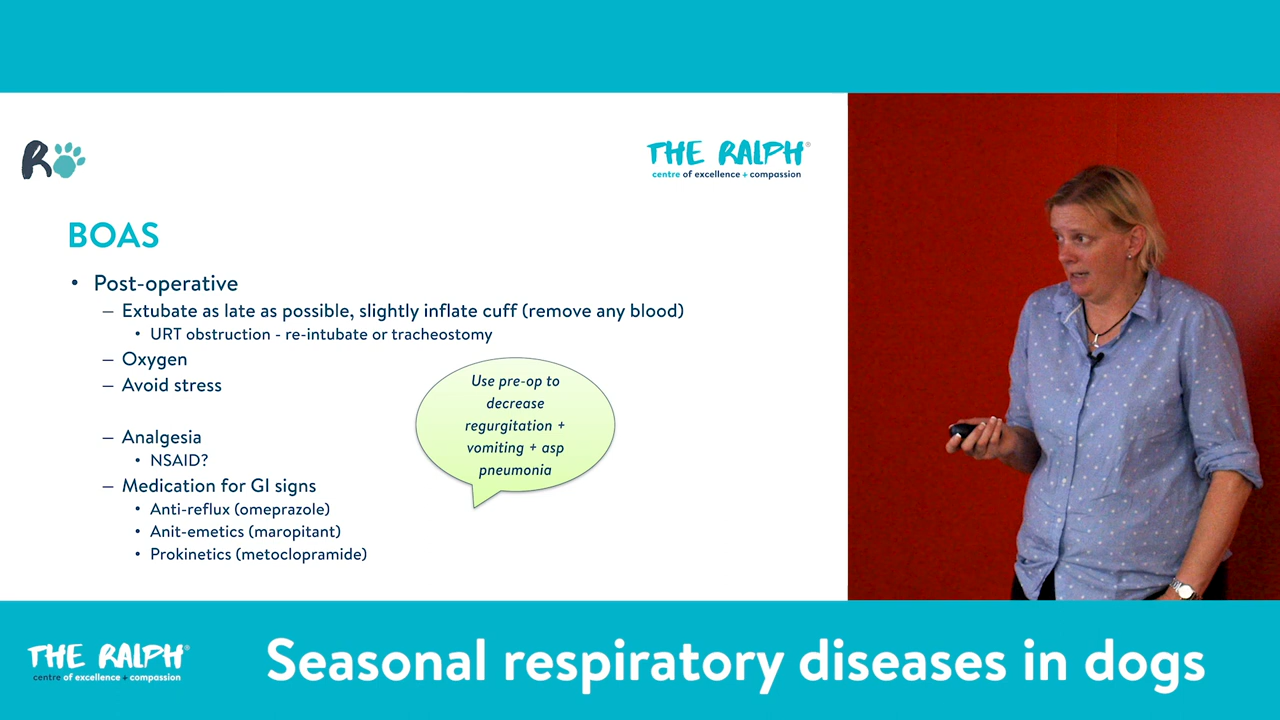 R
THE RALPH®
centre of excellence + compassion
BOAS
• Post-operative
– Extubate as late as possible, slightly inflate cuff (remove any blood)
• URT obstruction - re-intubate or tracheostomy
– Oxygen
– Avoid stress
Use pre-op to
decrease
regurgitation +
vomiting + asp
pneumonia
– Analgesia
• NSAID?
– Medication for GI signs
• Anti-reflux (omeprazole)
• Anit-emetics (maropitant)
• Prokinetics (metoclopramide)
THE RALPH®
centre of excellence + compassion
Seasonal respiratory diseases in dogs